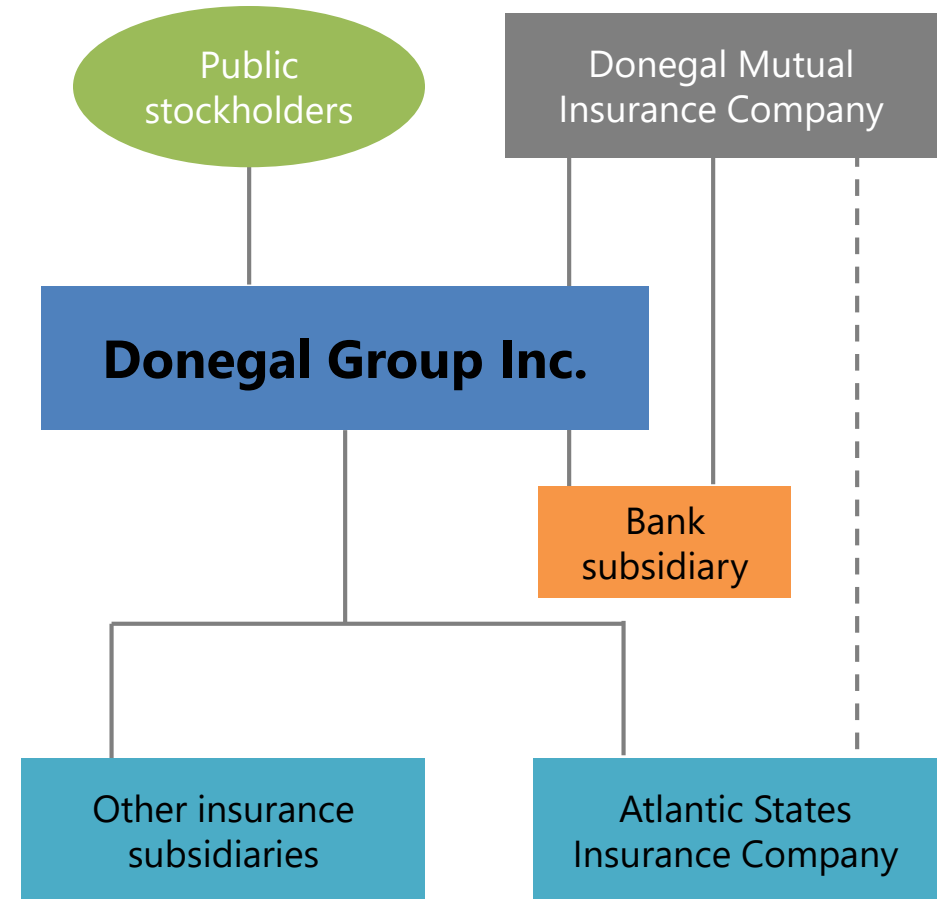 Public
stockholders
Donegal Mutual
Insurance Company
Donegal Group Inc.
Bank
subsidiary
Other insurance
subsidiaries
Atlantic States
Insurance Company